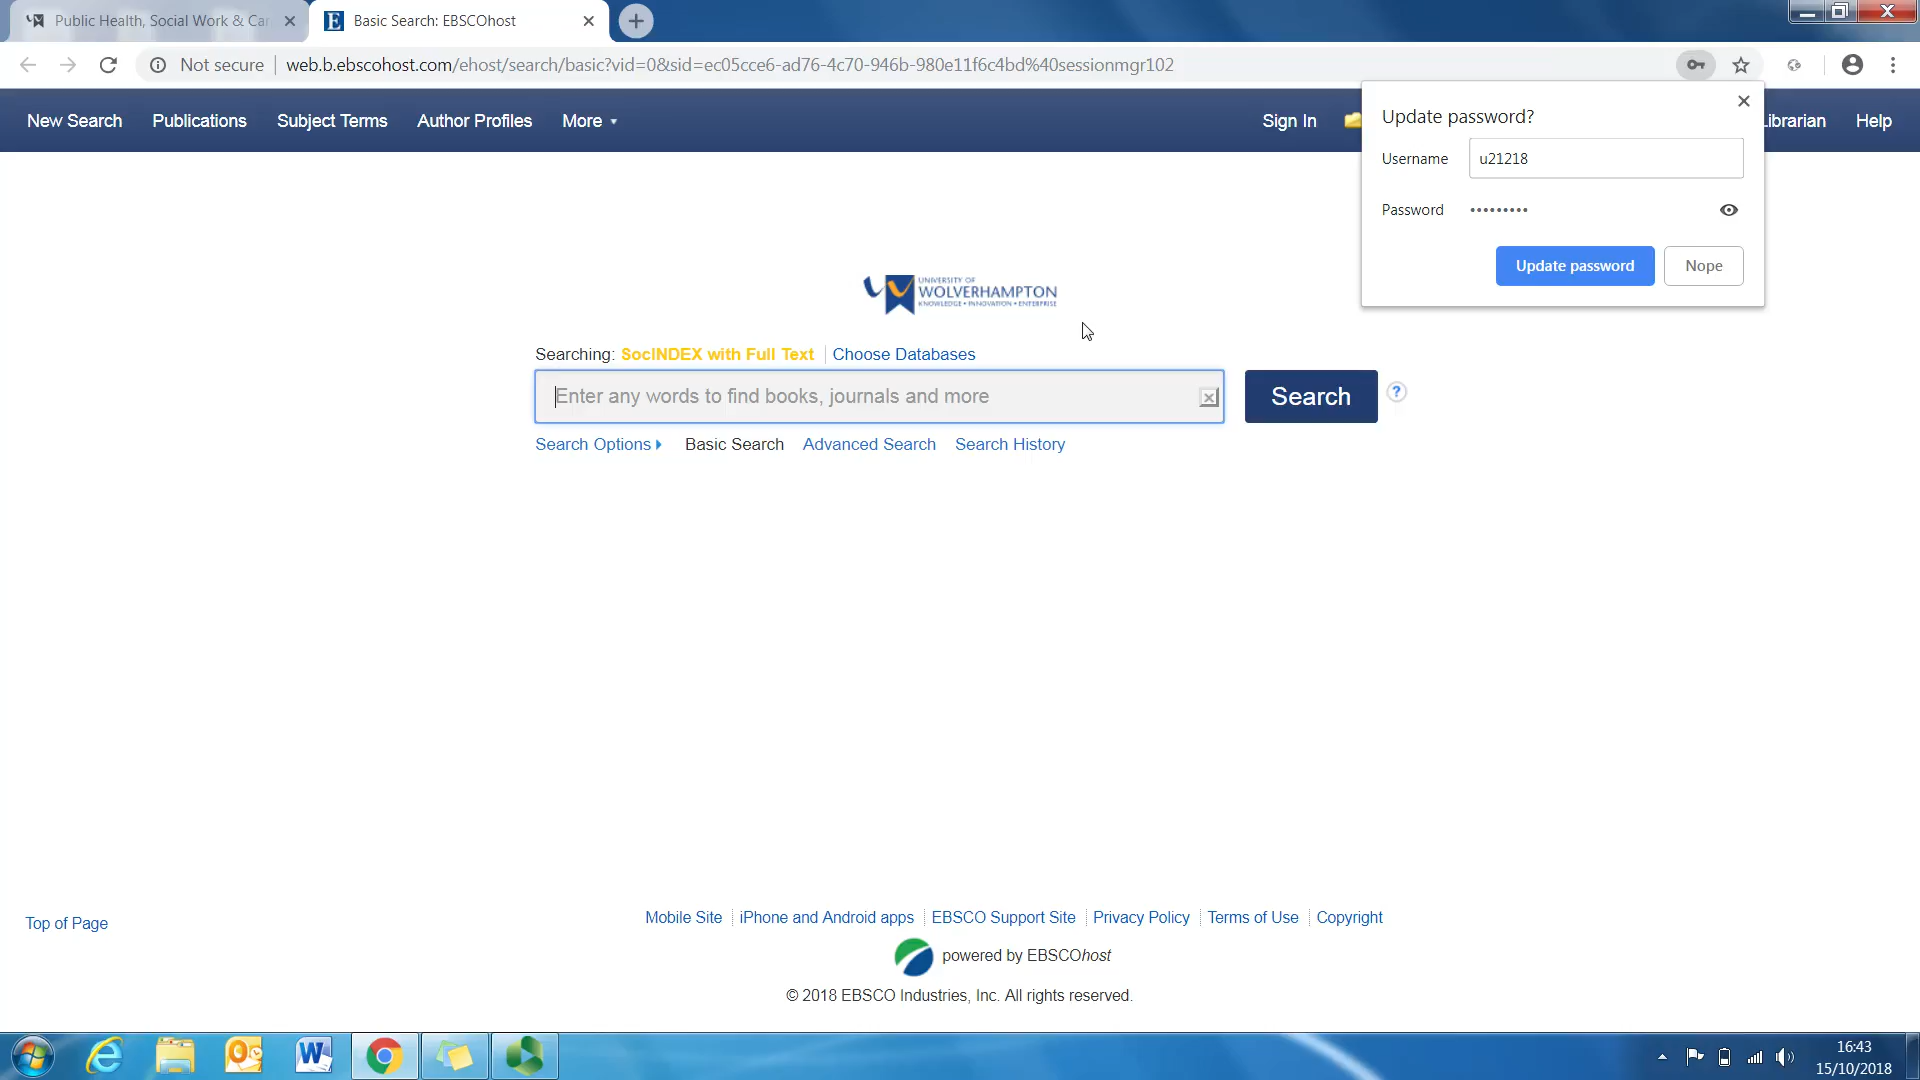 Public Health, Social Work & Car
Basic Search: EBSCOhost
Not secure
web.b.ebscohost.com/ehost/search/basic?vid=0&sid=ec05cce6-ad76-4c70-946b-980e11f6c4bd%40sessionmgr102
New Search
Publications
Subject Terms
Author Profiles
More
Sign In
Librarian
Help
Update password?
Username
u21218
Password
•••••••••
Update password
Nope
UNIVERSITY OF
WOLVERHAMPTON
KNOWLEDGE • INNOVATION • ENTERPRISE
Searching: SocINDEX with Full Text
Choose Databases
Enter any words to find books, journals and more
Search
?
Search Options
Basic Search
Advanced Search
Search History
Top of Page
Mobile Site
iPhone and Android apps
EBSCO Support Site
Privacy Policy
Terms of Use
Copyright
powered by EBSCOhost
© 2018 EBSCO Industries, Inc. All rights reserved.
16:43
15/10/2018